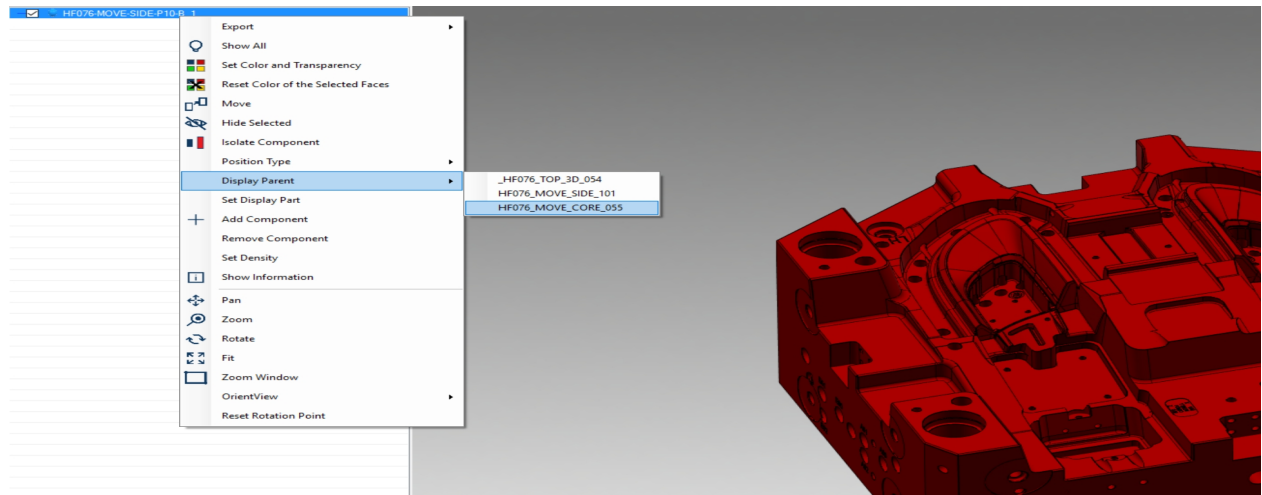 HF076-MOVE-SIDE-P10-B_1
Export
Show All
Set Color and Transparency
Reset Color of the Selected Faces
Move
Hide Selected
Isolate Component
Position Type
Display Parent
_HF076_TOP_3D_054
HF076_MOVE_SIDE_101
HF076_MOVE_CORE_055
Set Display Part
Add Component
Remove Component
Set Density
Show Information
Pan
Zoom
Rotate
Fit
Zoom Window
OrientView
Reset Rotation Point